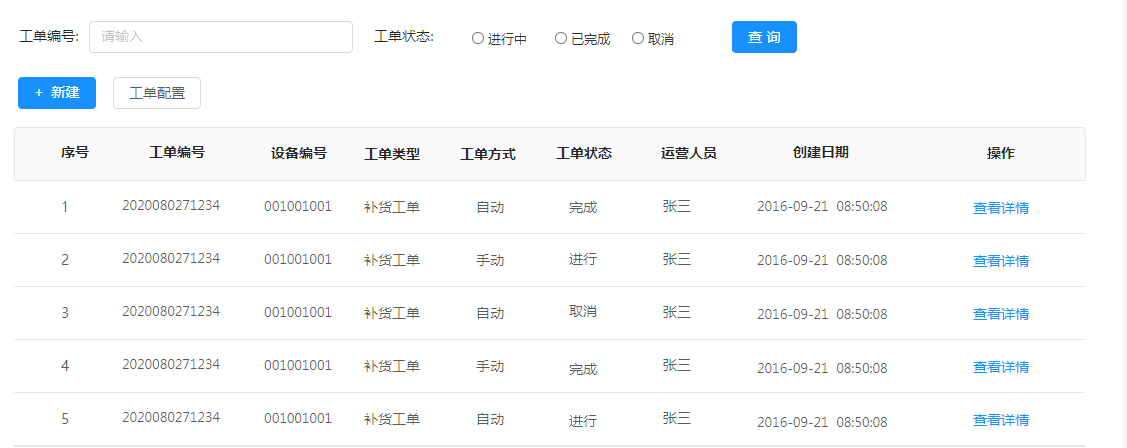 工单编号: 请输入 工单状态: 进行中 已完成 取消 查 询
+ 新建 工单配置
序号 工单编号 设备编号 工单类型 工单方式 工单状态 运营人员 创建日期 操作
1 2020080271234 001001001 补货工单 自动 完成 张三 2016-09-21 08:50:08 查看详情
2 2020080271234 001001001 补货工单 手动 进行 张三 2016-09-21 08:50:08 查看详情
3 2020080271234 001001001 补货工单 自动 取消 张三 2016-09-21 08:50:08 查看详情
4 2020080271234 001001001 补货工单 手动 完成 张三 2016-09-21 08:50:08 查看详情
5 2020080271234 001001001 补货工单 自动 进行 张三 2016-09-21 08:50:08 查看详情